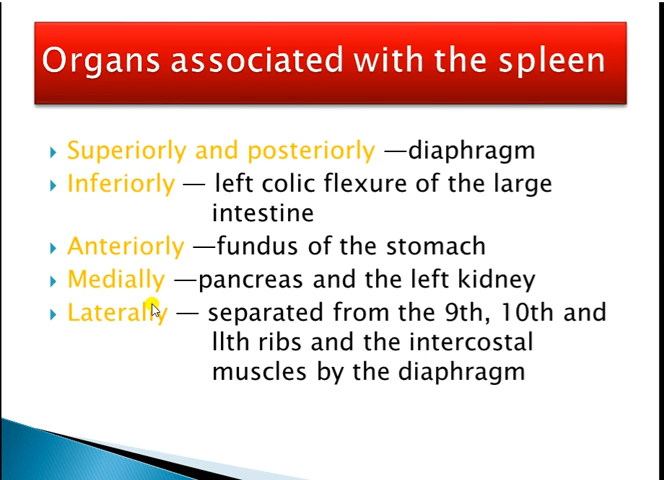 Organs associated with the spleen
Superiorly and posteriorly —diaphragm
Inferiorly — left colic flexure of the large
intestine
Anteriorly —fundus of the stomach
Medially —pancreas and the left kidney
Laterally — separated from the 9th, 10th and
llth ribs and the intercostal
muscles by the diaphragm